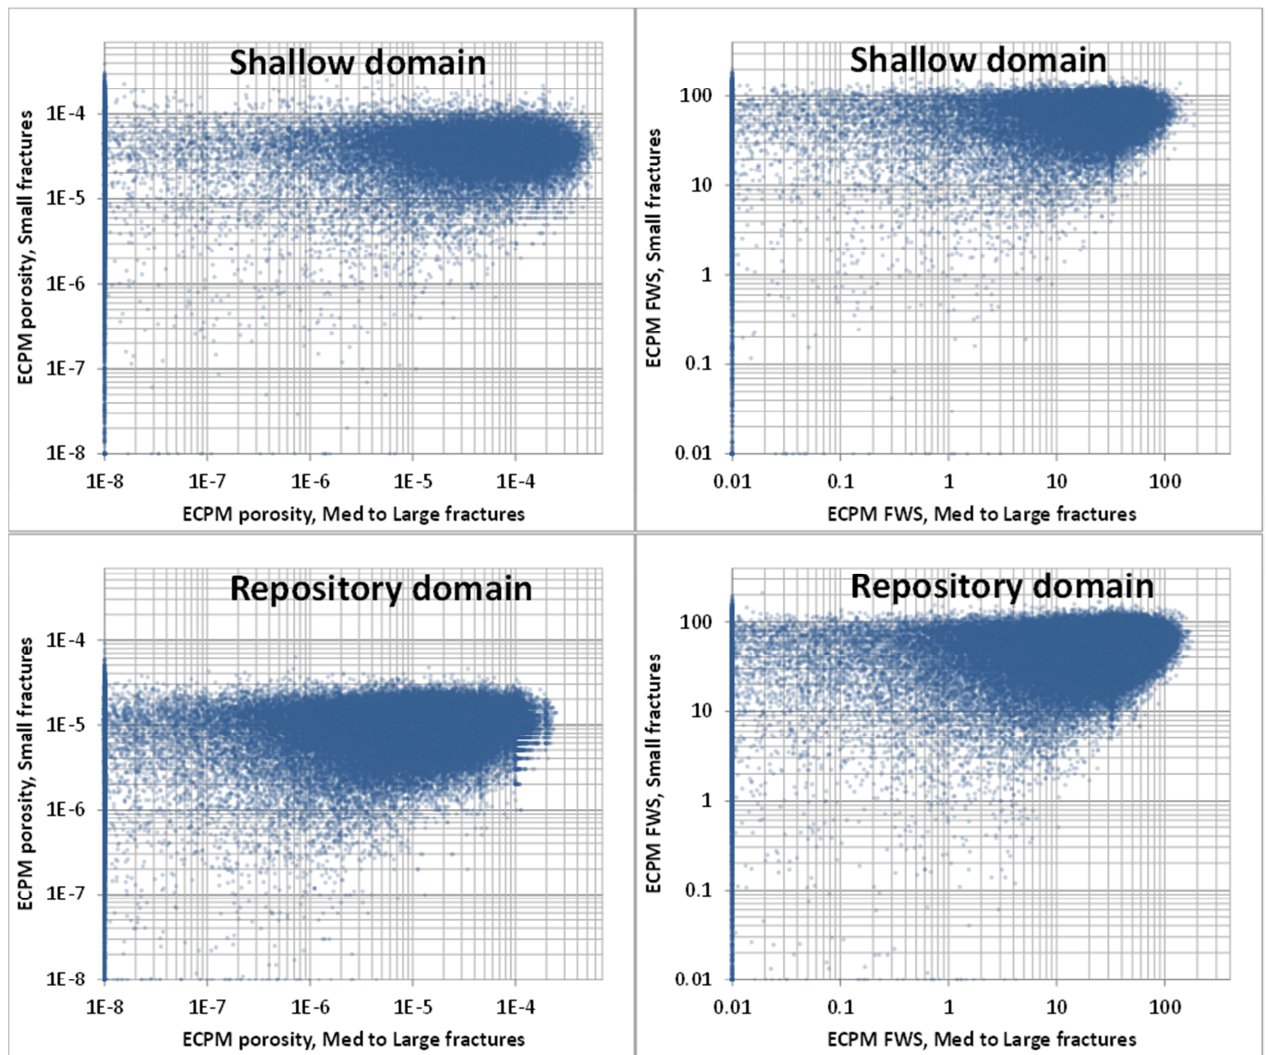 Shallow domain
ECPM porosity, Small fractures
1E-4
1E-5
1E-6
1E-7
1E-8
1E-8 1E-7 1E-6 1E-5 1E-4
ECPM porosity, Med to Large fractures
Shallow domain
ECPM FWS, Small fractures
100
10
1
0.1
0.01
0.01 0.1 1 10 100
ECPM FWS, Med to Large fractures
Repository domain
ECPM porosity, Small fractures
1E-4
1E-5
1E-6
1E-7
1E-8
1E-8 1E-7 1E-6 1E-5 1E-4
ECPM porosity, Med to Large fractures
Repository domain
ECPM FWS, Small fractures
100
10
1
0.1
0.01
0.01 0.1 1 10 100
ECPM FWS, Med to Large fractures